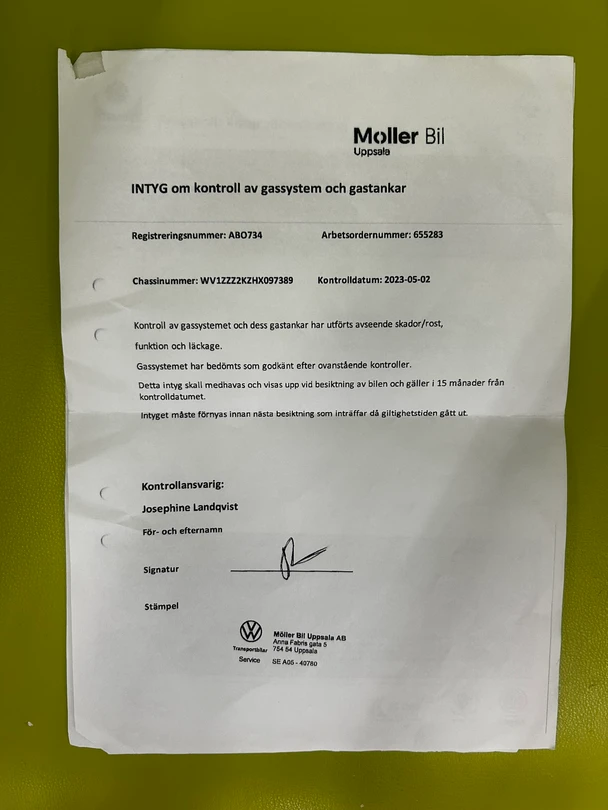 Møller Bil
Uppsala
INTYG om kontroll av gassystem och gastankar
Registreringsnummer: ABO734 Arbetsordernummer: 655283
Chassinummer: WV1ZZZ2KZHX097389 Kontrolldatum: 2023-05-02
Kontroll av gassystemet och dess gastankar har utförts avseende skador/rost,
funktion och läckage.
Gassystemet har bedömts som godkänt efter ovanstående kontroller.
Detta intyg skall medhavas och visas upp vid besiktning av bilen och gäller i 15 månader från
kontrolldatumet.
Intyget måste förnyas innan nästa besiktning som inträffar då giltighetstiden gått ut.
Kontrollansvarig:
Josephine Landqvist
För- och efternamn
Signatur
Stämpel
Möller Bil Uppsala AB
Anna Fabris gata 5
Transportbilar 754 54 Uppsala
Service SE A05 - 40780